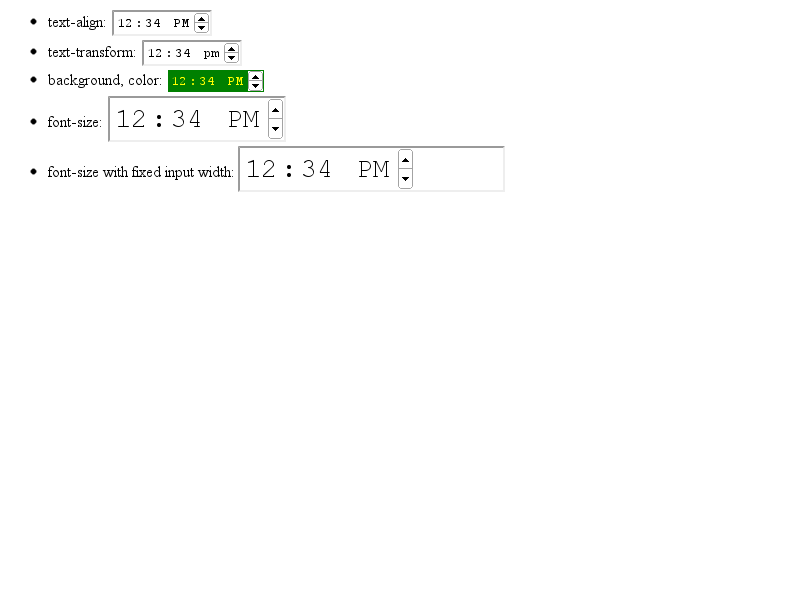 text-align: 12:34 PM
text-transform: 12:34 pm
background, color: 12:34 PM
font-size: 12:34 PM
font-size with fixed input width: 12:34 PM